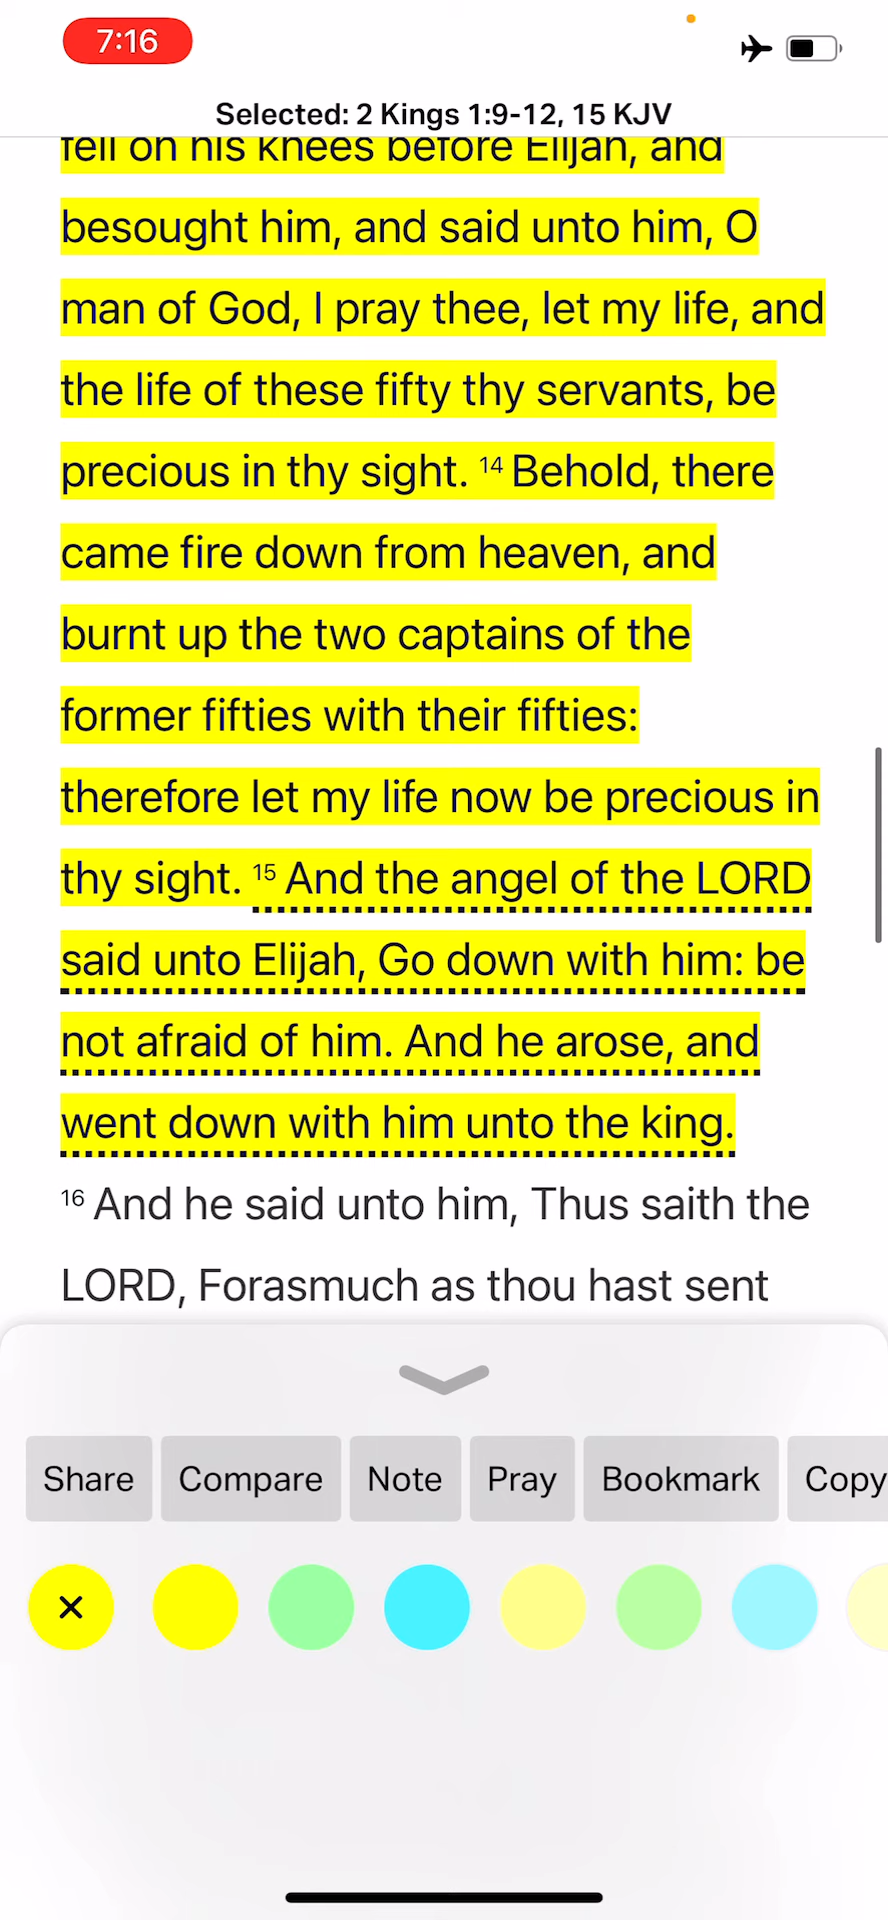 7:16
Selected: 2 Kings 1:9-12, 15 KJV
fell on his knees before Elijah, and
besought him, and said unto him, O
man of God, I pray thee, let my life, and
the life of these fifty thy servants, be
precious in thy sight. 14 Behold, there
came fire down from heaven, and
burnt up the two captains of the
former fifties with their fifties:
therefore let my life now be precious in
thy sight. 15 And the angel of the LORD
said unto Elijah, Go down with him: be
not afraid of him. And he arose, and
went down with him unto the king.
16 And he said unto him, Thus saith the
LORD, Forasmuch as thou hast sent
Share Compare Note Pray Bookmark Copy